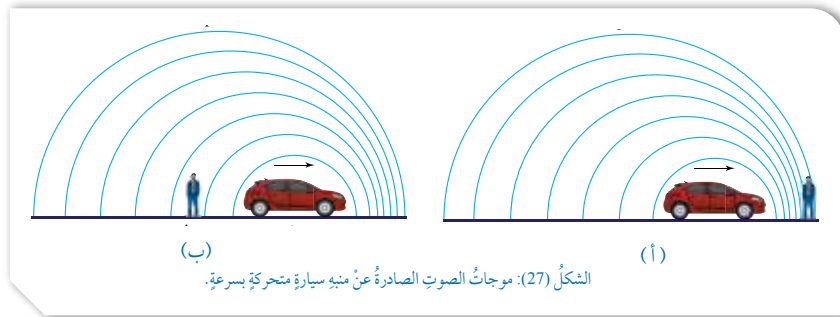 (أ)
(ب)
الشكلُ (27): موجاتُ الصوتِ الصادرةُ عنْ منبهِ سيارةٍ متحركةٍ بسرعةٍ.